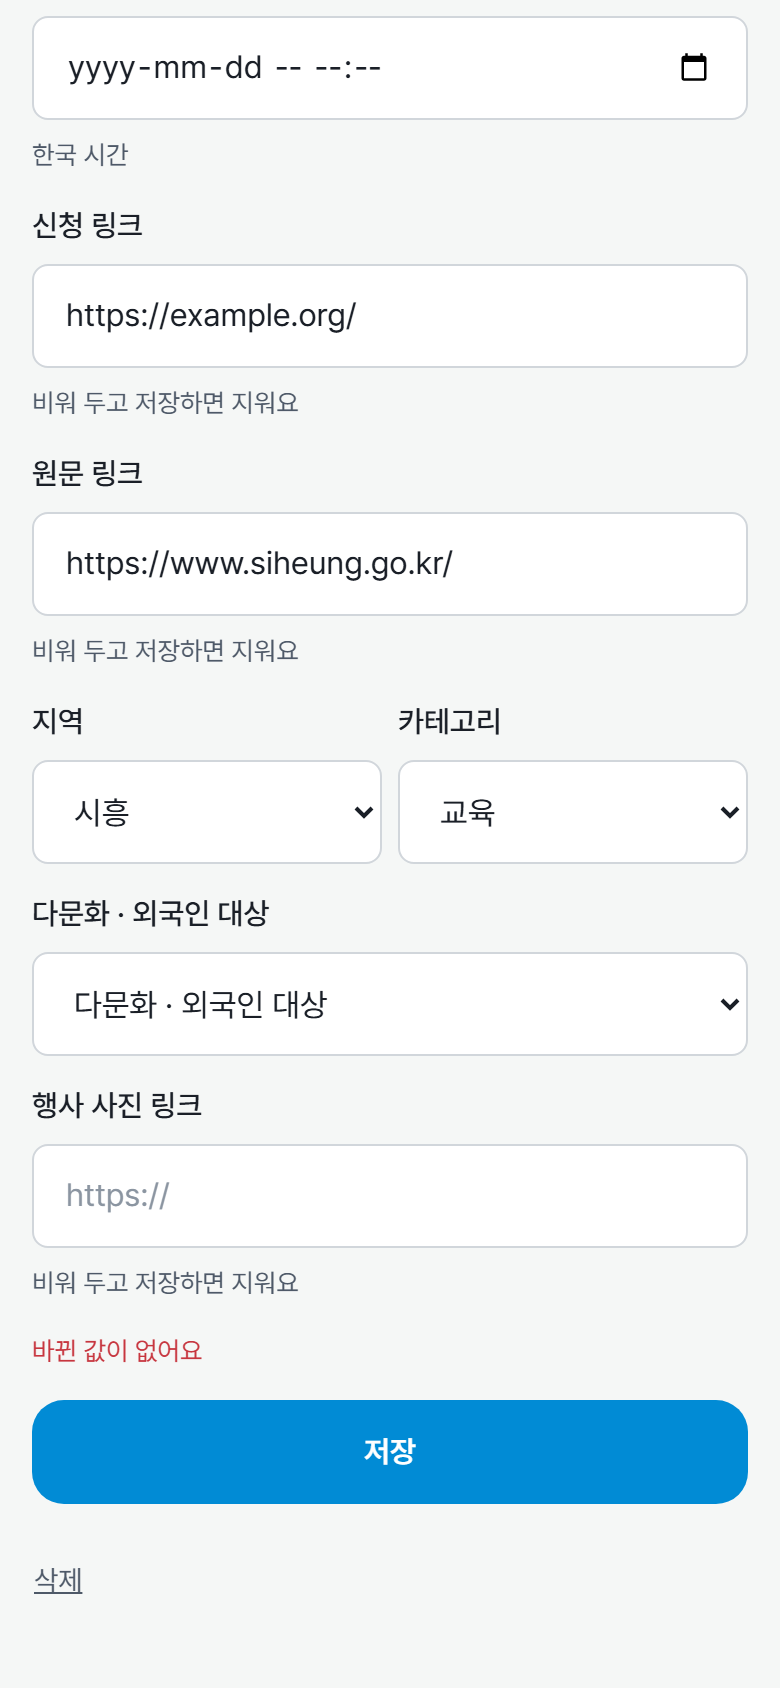 yyyy-mm-dd -- --:--
한국 시간
신청 링크
https://example.org/
비워 두고 저장하면 지워요
원문 링크
https://www.siheung.go.kr/
비워 두고 저장하면 지워요
지역 카테고리
시흥 교육
다문화 · 외국인 대상
다문화 · 외국인 대상
행사 사진 링크
https://
비워 두고 저장하면 지워요
바뀐 값이 없어요
저장
삭제